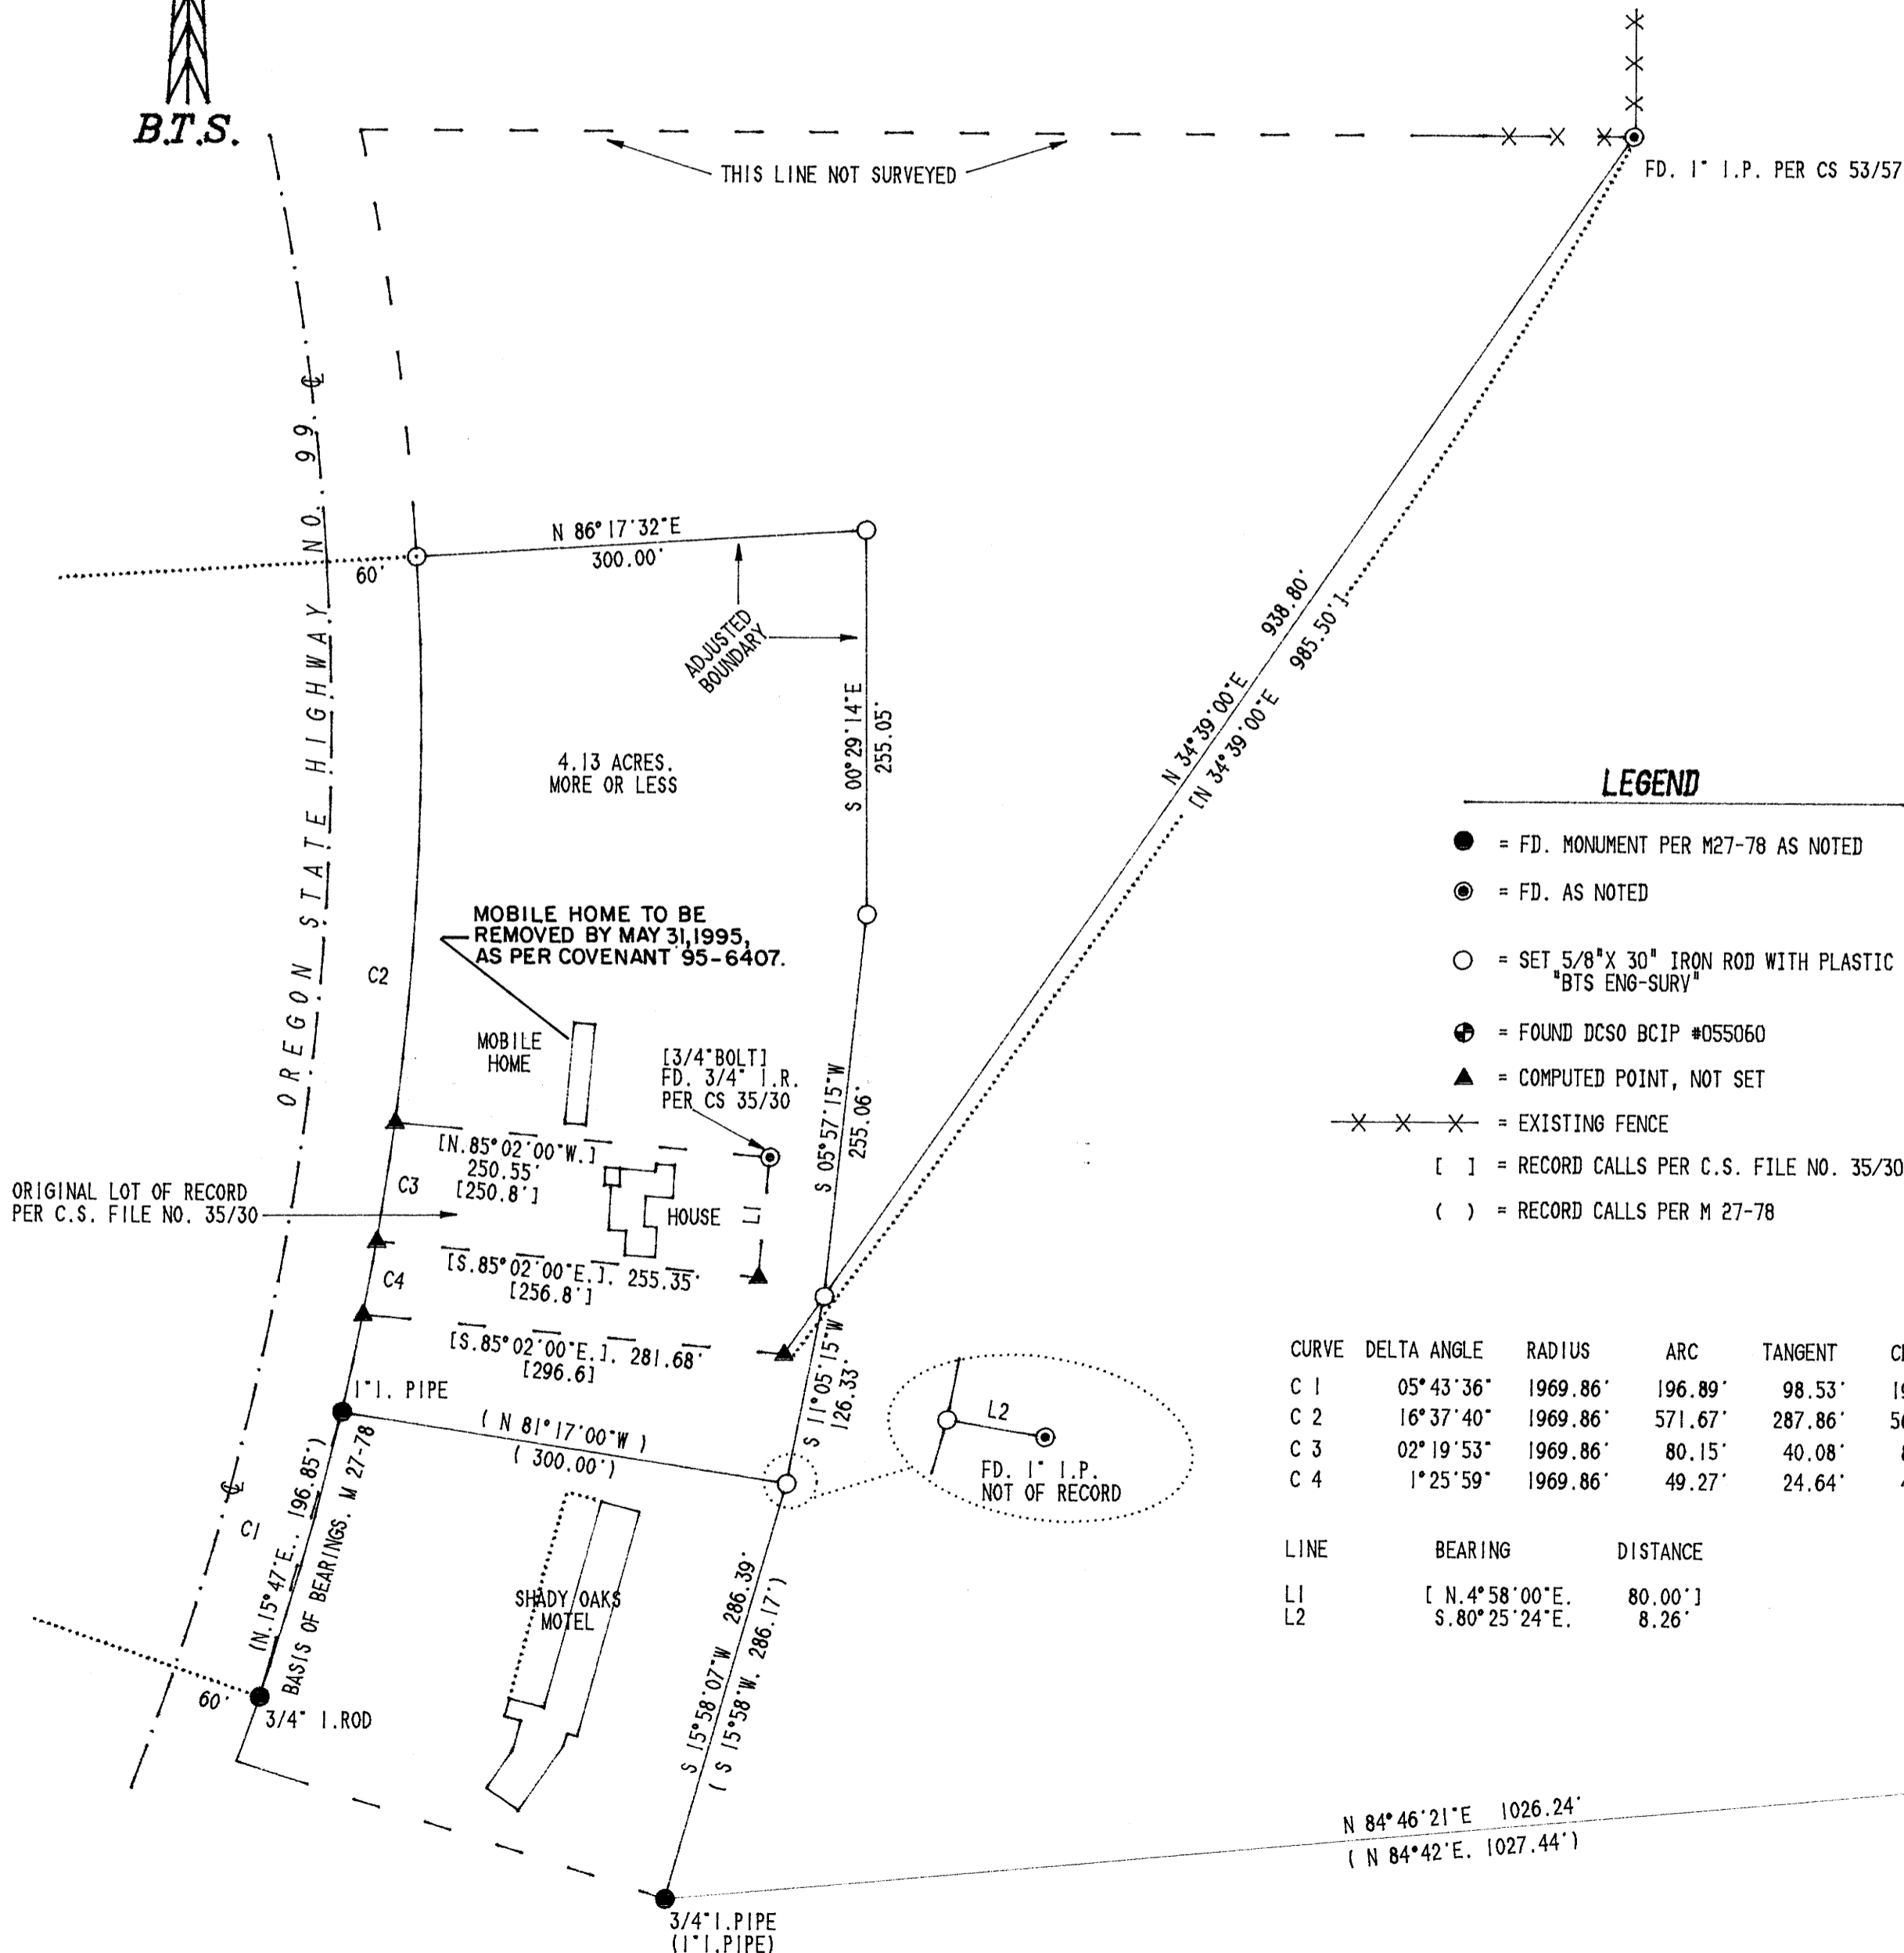 B.T.S.
THIS LINE NOT SURVEYED
FD. 1" I.P. PER CS 53/57
OREGON STATE HIGHWAY NO. 99. ℄
N 86°17'32"E
300.00'
60'
ADJUSTED
BOUNDARY
S 00°29'14"E
255.05'
938.80'
N 34°39'00"E
985.50']
[N 34°39'00"E
4.13 ACRES.
MORE OR LESS
LEGEND
= FD. MONUMENT PER M27-78 AS NOTED
= FD. AS NOTED
= SET 5/8"X 30" IRON ROD WITH PLASTIC
"BTS ENG-SURV"
= FOUND DCSO BCIP #055060
= COMPUTED POINT, NOT SET
= EXISTING FENCE
[ ] = RECORD CALLS PER C.S. FILE NO. 35/30
( ) = RECORD CALLS PER M 27-78
MOBILE HOME TO BE
REMOVED BY MAY 31,1995,
AS PER COVENANT 95-6407.
C2
MOBILE
HOME
[3/4"BOLT]
FD. 3/4" I.R.
PER CS 35/30
S 05°57'15"W
255.06'
[N.85°02'00"W.]
250.55'
[250.8']
C3
ORIGINAL LOT OF RECORD
PER C.S. FILE NO. 35/30
HOUSE
L1
C4
[S.85°02'00"E.]. 255.35'
[256.8']
[S.85°02'00"E.]. 281.68'
[296.6]
S 11°05'15"W
126.33'
1"I. PIPE
( N 81°17'00"W )
( 300.00')
L2
FD. 1" I.P.
NOT OF RECORD
CURVE DELTA ANGLE RADIUS ARC TANGENT
C 1 05°43'36" 1969.86' 196.89' 98.53'
C 2 16°37'40" 1969.86' 571.67' 287.86'
C 3 02°19'53" 1969.86' 80.15' 40.08'
C 4 1°25'59" 1969.86' 49.27' 24.64'
LINE BEARING DISTANCE
L1 [ N.4°58'00"E. 80.00']
L2 S.80°25'24"E. 8.26'
℄
C1
(N.15°47'E.. 196.85')
BASIS OF BEARINGS. M 27-78
SHADY OAKS
MOTEL
S 15°58'07"W 286.39'
( S 15°58'W. 286.17')
60'
3/4" I.ROD
N 84°46'21"E 1026.24'
( N 84°42'E. 1027.44')
3/4"I.PIPE
(1"I.PIPE)